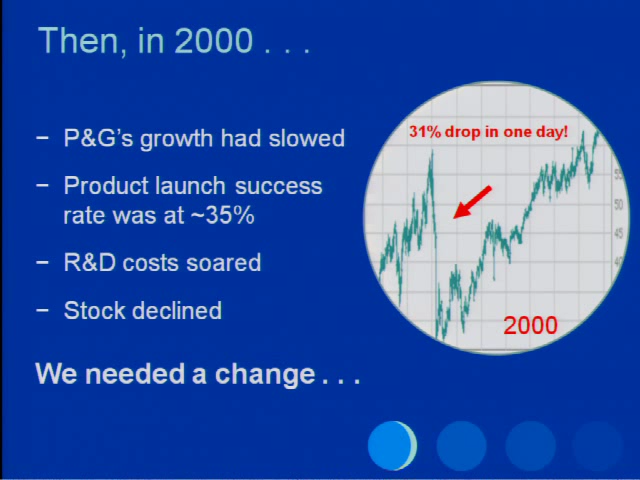 Then, in 2000 . . .
– P&G's growth had slowed
– Product launch success
rate was at ~35%
– R&D costs soared
– Stock declined
We needed a change . . .
31% drop in one day!
2000